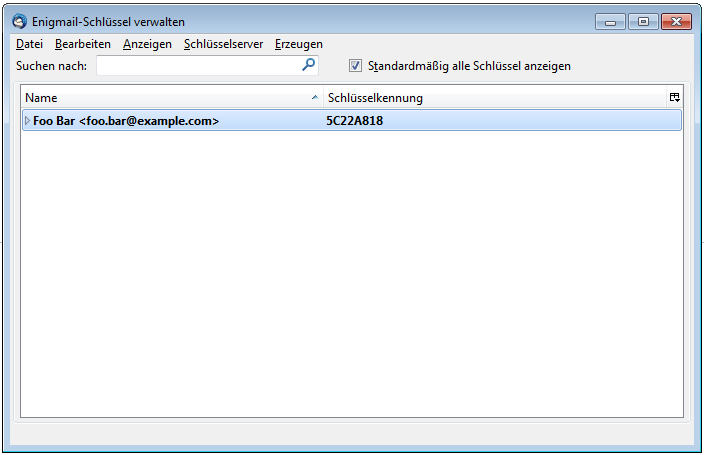 Enigmail-Schlüssel verwalten
Datei Bearbeiten Anzeigen Schlüsselserver Erzeugen
Suchen nach: Standardmäßig alle Schlüssel anzeigen
Name Schlüsselkennung
Foo Bar <foo.bar@example.com> 5C22A818